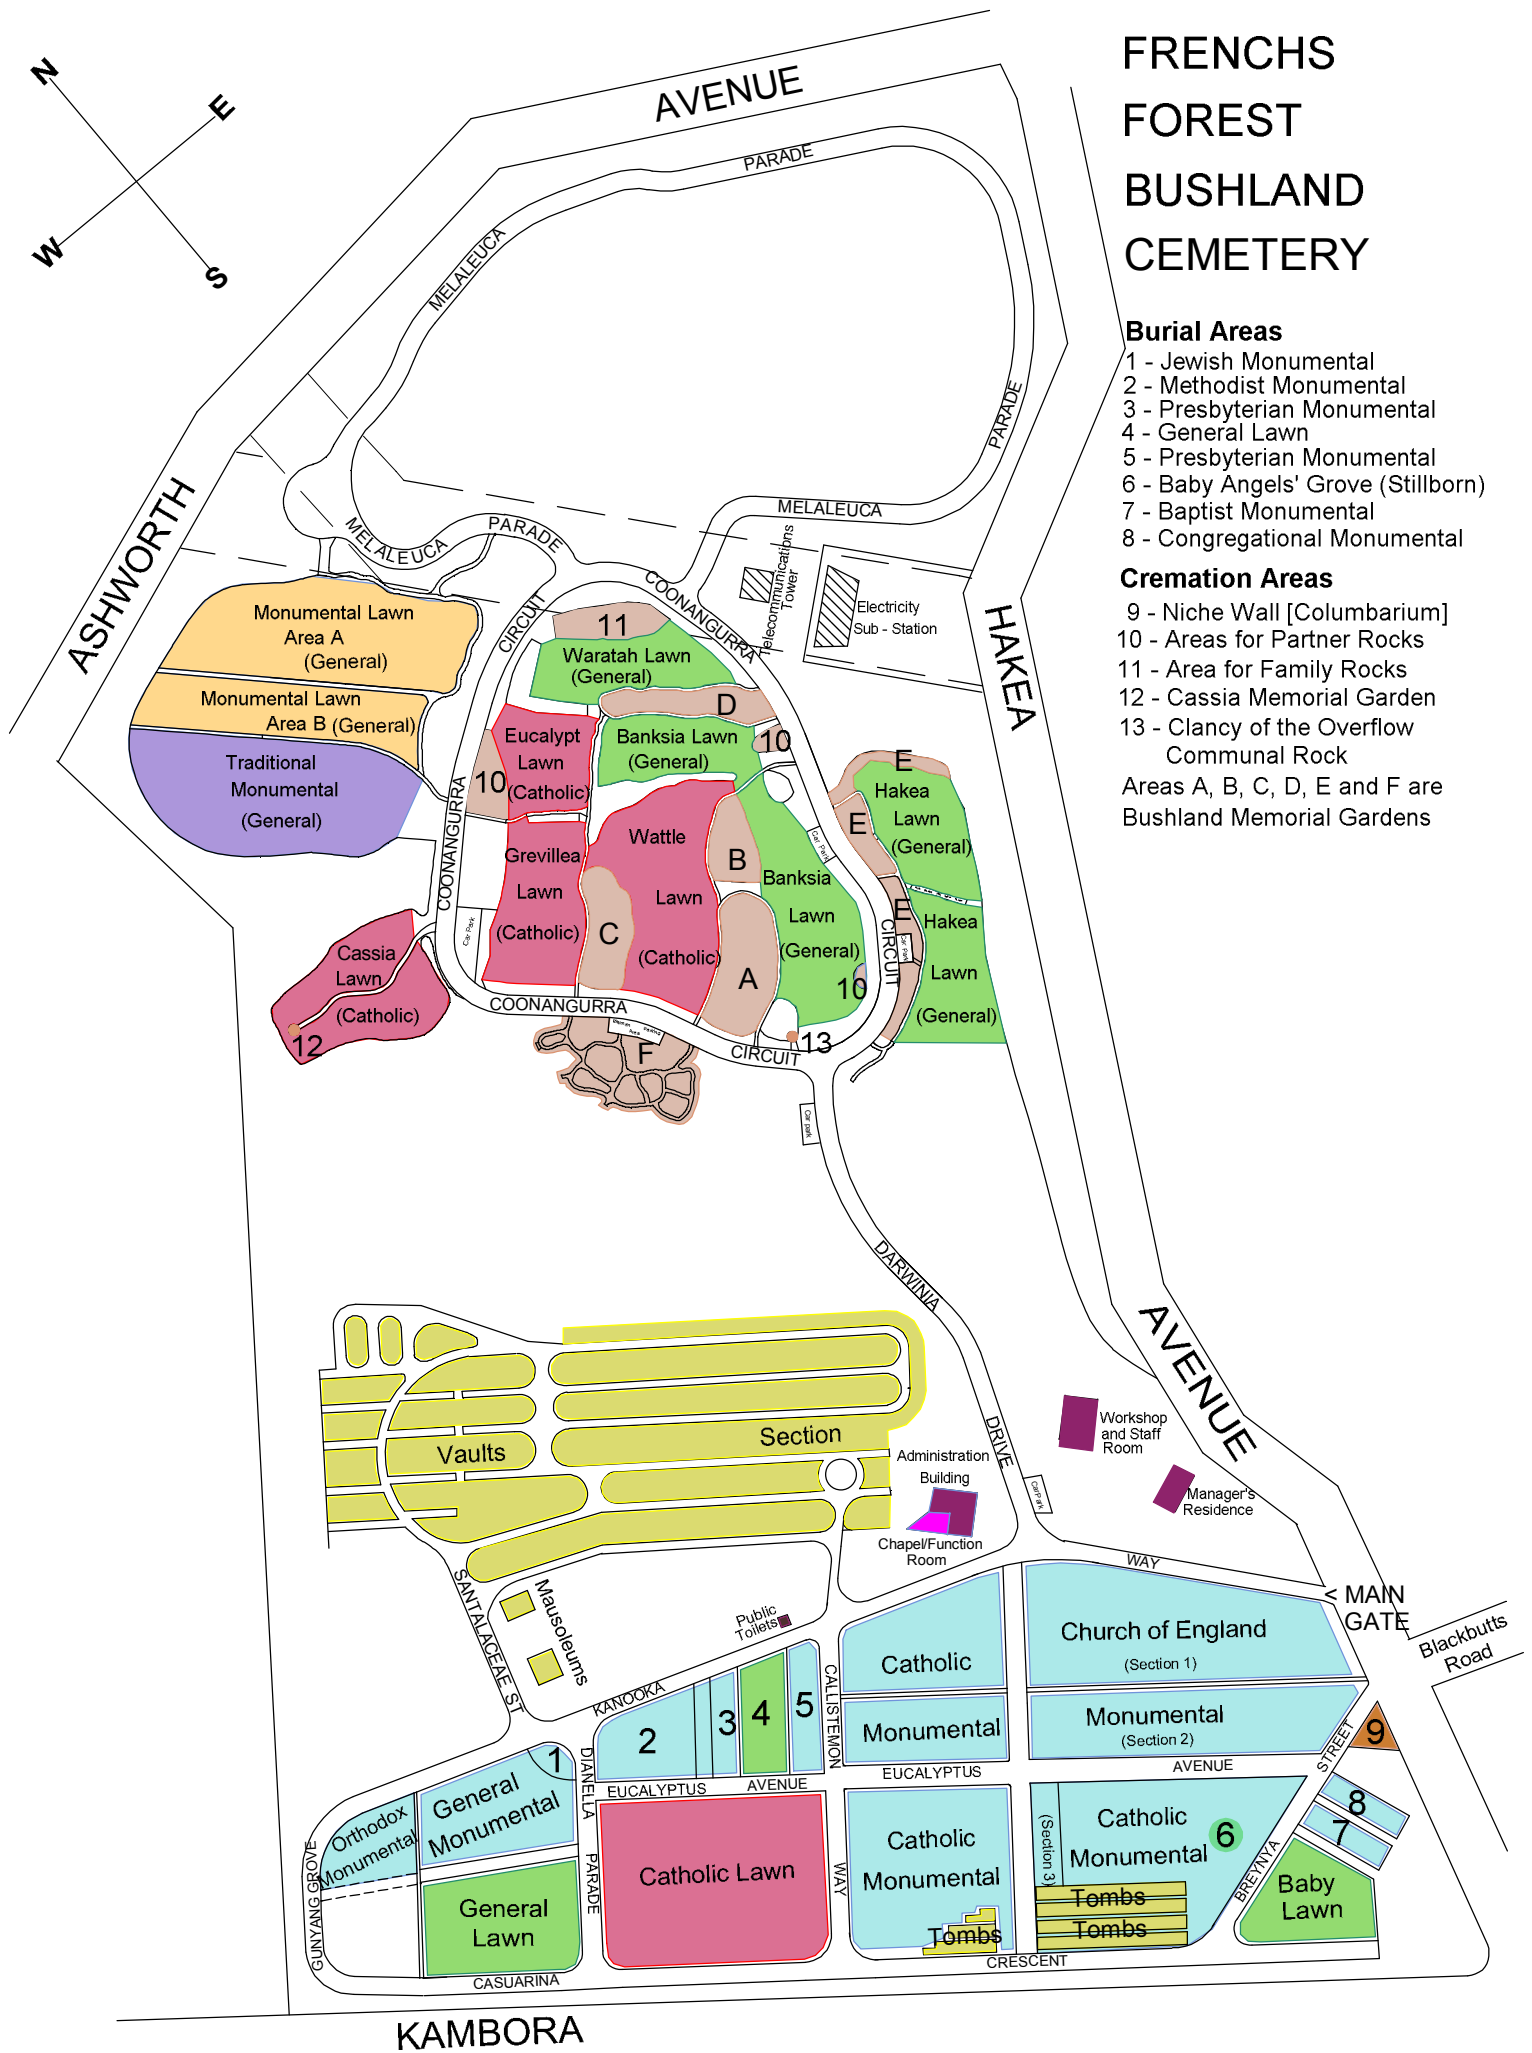 N
E
W
S
AVENUE
FRENCHS
FOREST
BUSHLAND
CEMETERY
Burial Areas
1 - Jewish Monumental
2 - Methodist Monumental
3 - Presbyterian Monumental
4 - General Lawn
5 - Presbyterian Monumental
6 - Baby Angels' Grove (Stillborn)
7 - Baptist Monumental
8 - Congregational Monumental
Cremation Areas
9 - Niche Wall [Columbarium]
10 - Areas for Partner Rocks
11 - Area for Family Rocks
12 - Cassia Memorial Garden
13 - Clancy of the Overflow
Communal Rock
Areas A, B, C, D, E and F are
Bushland Memorial Gardens
PARADE
MELALEUCA
PARADE
MELALEUCA
ASHWORTH
MELALEUCA
PARADE
COONANGURRA
CIRCUIT
Telecommunications
Tower
Electricity
Sub - Station
HAKEA
Monumental Lawn
Area A
(General)
Monumental Lawn
Area B (General)
Traditional
Monumental
(General)
11
Waratah Lawn
(General)
D
Eucalypt
Lawn
(Catholic)
10
Banksia Lawn
(General)
10
E
Hakea
Lawn
(General)
E
Wattle
Lawn
(Catholic)
B
Car Park
Banksia
Lawn
(General)
10
COONANGURRA
Grevillea
Lawn
(Catholic)
C
A
Car Park
E
CIRCUIT
Car Park
Hakea
Lawn
(General)
Cassia
Lawn
(Catholic)
12
COONANGURRA
CIRCUIT
13
F
Car park
DARWINIA
DRIVE
AVENUE
Vaults
Section
Administration
Building
Chapel/Function
Room
CarPark
Workshop
and Staff
Room
Manager's
Residence
WAY
< MAIN
GATE
Blackbutts
Road
SANTALACEAE ST
Mausoleums
Public
Toilets
KANOOKA
Catholic
Monumental
Church of England
(Section 1)
Monumental
(Section 2)
CALLISTEMON
WAY
2
3
4
5
9
STREET
BREYNYA
1
DANELLA
PARADE
EUCALYPTUS
AVENUE
EUCALYPTUS
AVENUE
Orthodox
Monumental
General
Monumental
GUNYANG GROVE
General
Lawn
Catholic Lawn
Catholic
Monumental
Tombs
(Section 3)
Catholic
Monumental
6
Tombs
Tombs
8
7
Baby
Lawn
CASUARINA
CRESCENT
KAMBORA